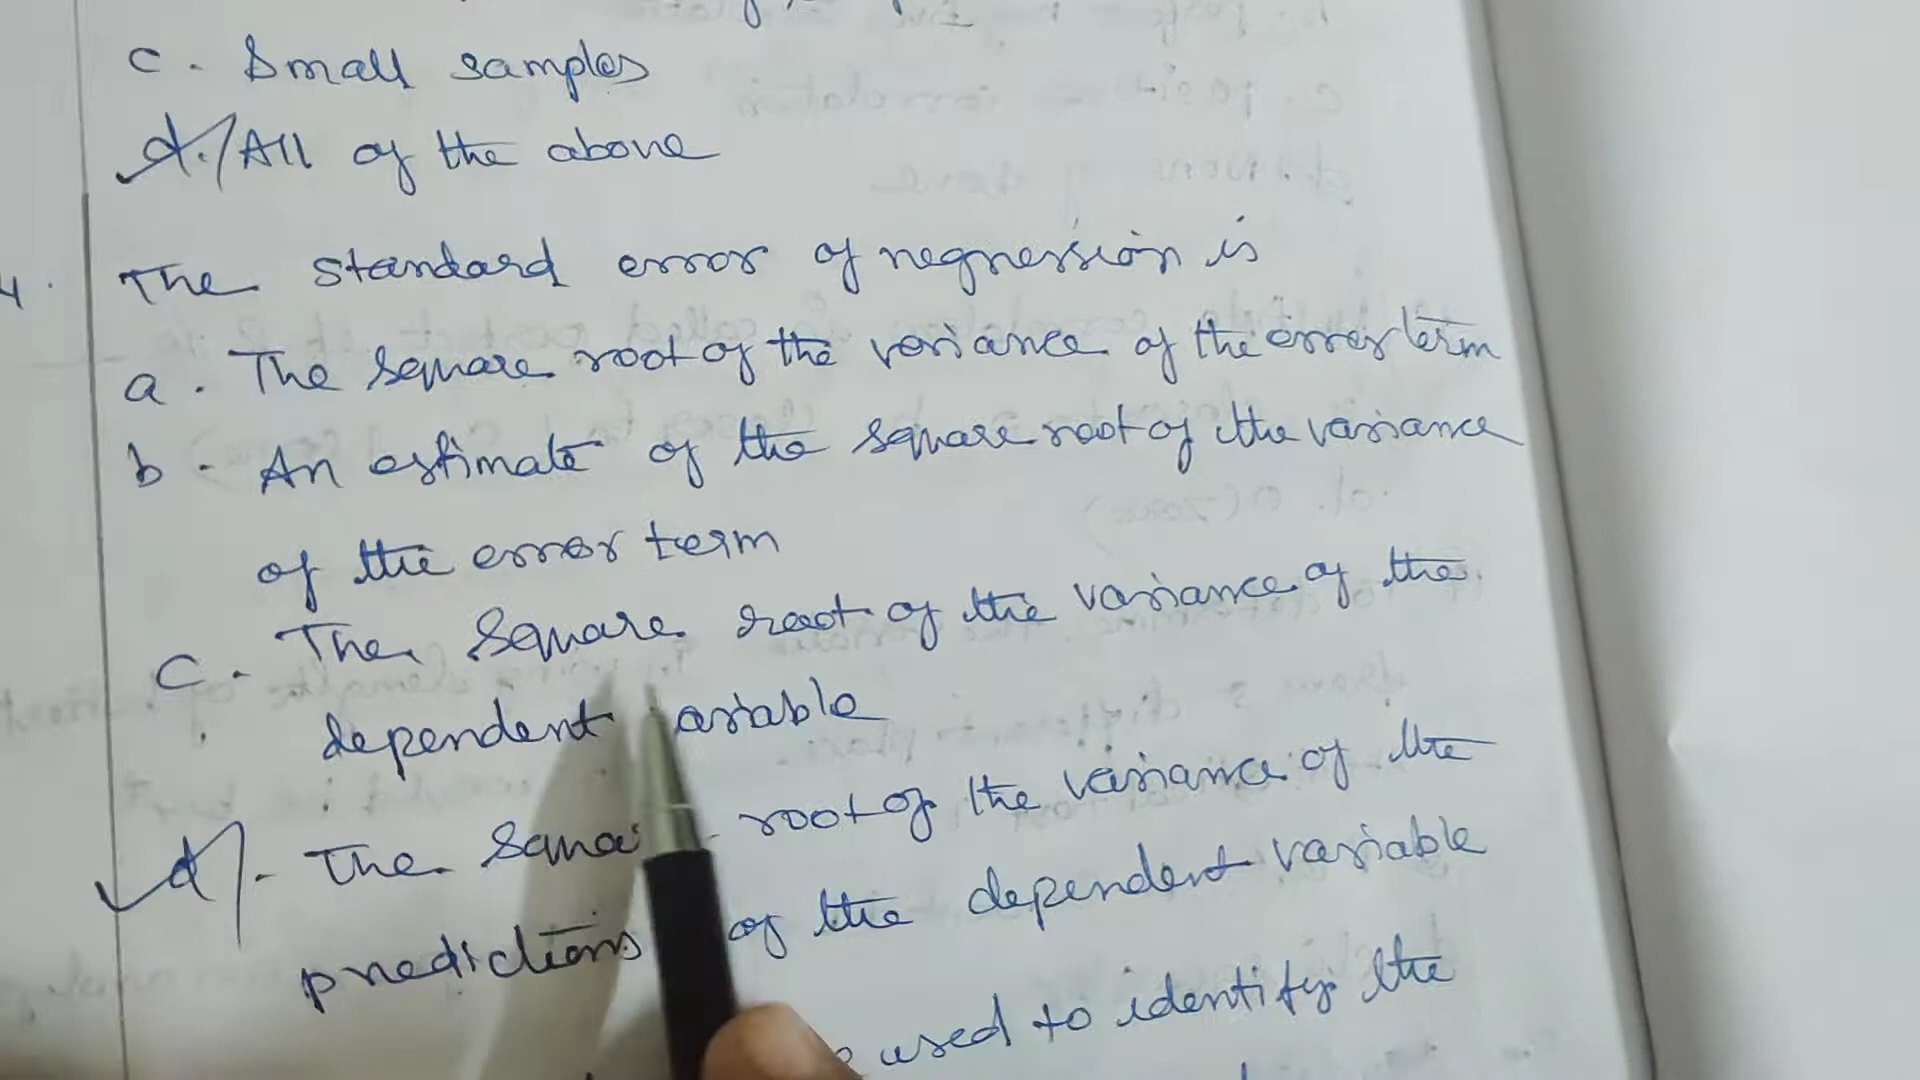 c. Small samples
d. All of the above
4. The standard error of regression is
a. The square root of the variance of the error term
b. An estimate of the square root of the variance
of the error term
c. The square root of the variance of the
dependent variable
d. The root of the variance of the
predictions of the dependent variable
used to identify the